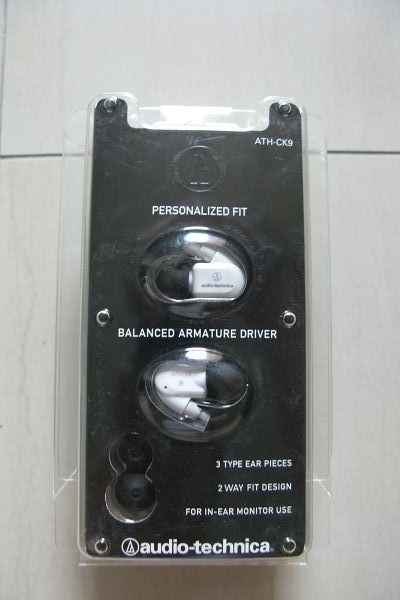 ATH-CK9
PERSONALIZED FIT
audio-technica
BALANCED ARMATURE DRIVER
3 TYPE EAR PIECES
2 WAY FIT DESIGN
FOR IN-EAR MONITOR USE
audio-technica